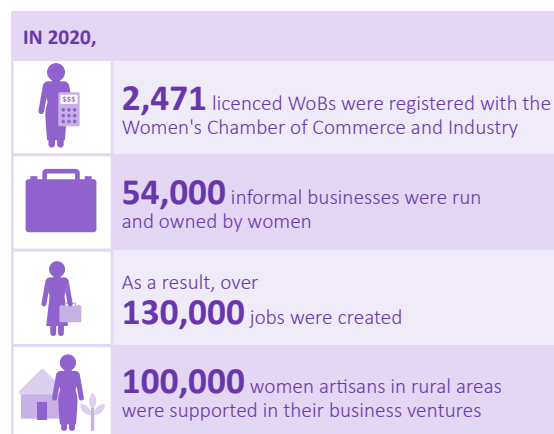 IN 2020,
$$$
2,471 licenced WoBs were registered with the
Women's Chamber of Commerce and Industry
54,000 informal businesses were run
and owned by women
As a result, over
130,000 jobs were created
100,000 women artisans in rural areas
were supported in their business ventures